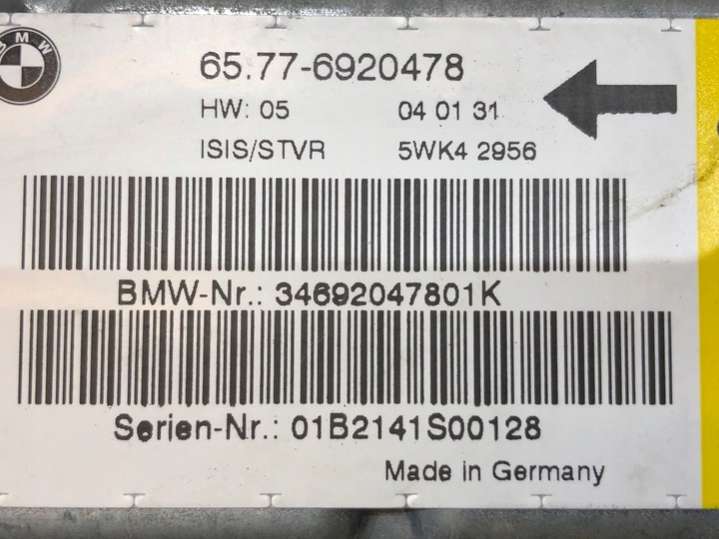 BMW
65.77-6920478
HW: 05 04 01 31
ISIS/STVR 5WK4 2956
BMW-Nr.: 34692047801K
Serien-Nr.: 01B2141S00128
Made in Germany